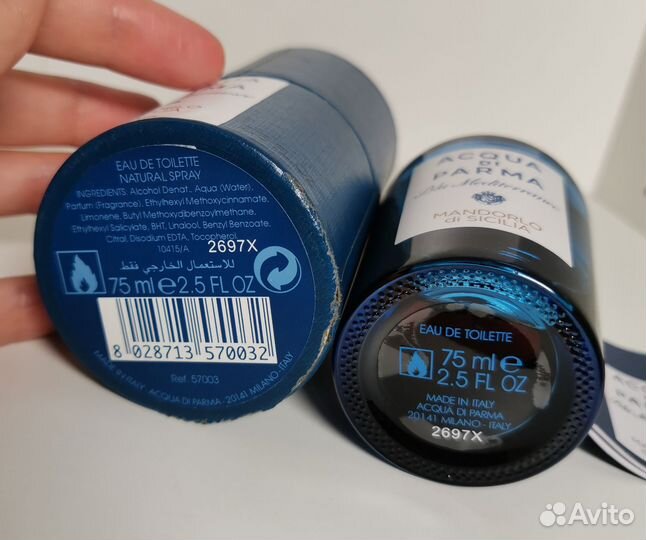 EAU DE TOILETTE
NATURAL SPRAY
INGREDIENTS: Alcohol Denat., Aqua (Water),
Parfum (Fragrance), Ethylhexyl Methoxycinnamate,
Limonene, Butyl Methoxydibenzoylmethane,
Ethylhexyl Salicylate, BHT, Linalool, Benzyl Benzoate,
Citral, Disodium EDTA, Tocopherol.
10415/A 2697X
للاستعمال الخارجي فقط
75 ml e 2.5 FL OZ
8 028713 570032
Ref. 57003
MADE IN ITALY ACQUA DI PARMA - 20141 MILANO - ITALY
PARMA
ACQUA
DI
PARMA
Blu Mediterraneo
MANDORLO
di SICILIA
EAU DE TOILETTE
75 ml e
2.5 FL OZ
MADE IN ITALY
ACQUA DI PARMA
20141 MILANO - ITALY
2697X
Avito